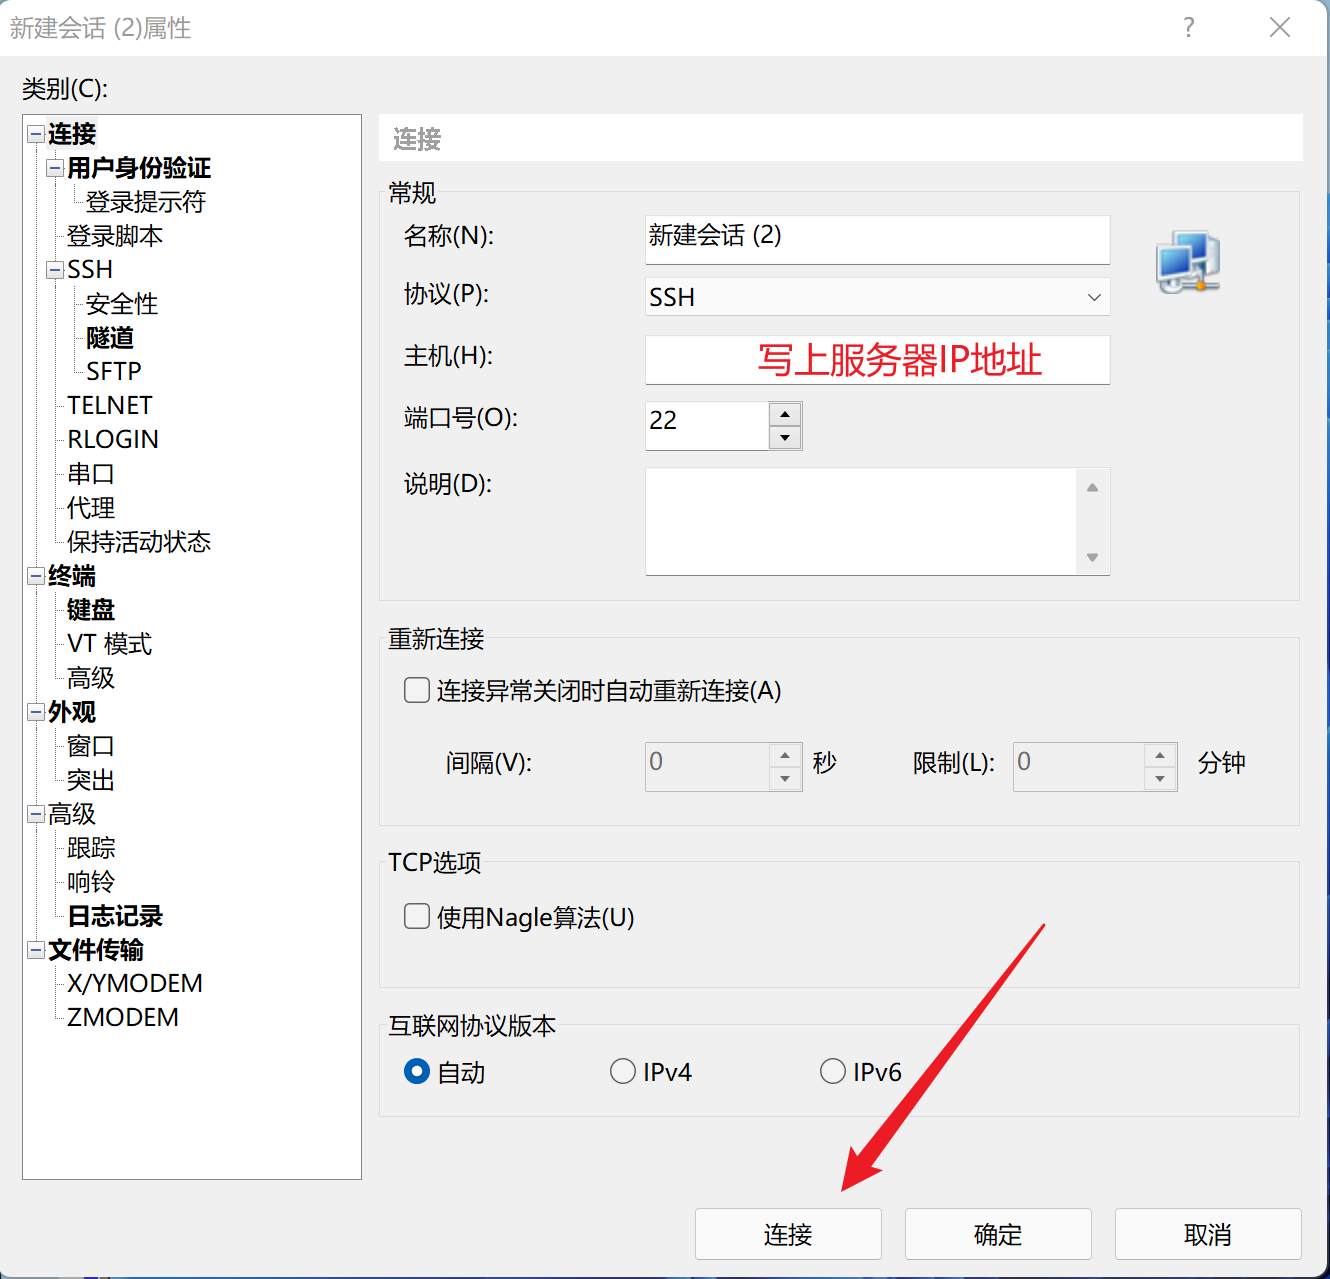 新建会话 (2)属性
?
类别(C):
连接
用户身份验证
登录提示符
登录脚本
SSH
安全性
隧道
SFTP
TELNET
RLOGIN
串口
代理
保持活动状态
终端
键盘
VT 模式
高级
外观
窗口
突出
高级
跟踪
响铃
日志记录
文件传输
X/YMODEM
ZMODEM
连接
常规
名称(N):
新建会话 (2)
协议(P):
SSH
主机(H):
写上服务器IP地址
端口号(O):
22
说明(D):
重新连接
连接异常关闭时自动重新连接(A)
间隔(V):
0
秒
限制(L):
0
分钟
TCP选项
使用Nagle算法(U)
互联网协议版本
自动
IPv4
IPv6
连接
确定
取消